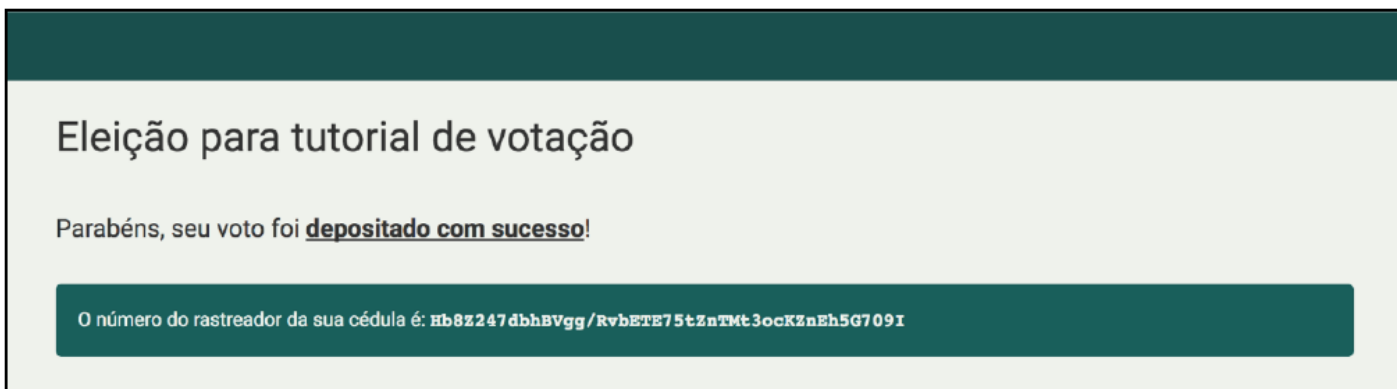 Eleição para tutorial de votação
Parabéns, seu voto foi depositado com sucesso!
O número do rastreador da sua cédula é: Hb8Z247dbhBVgg/RvbETE75tZnTMt3ocKZnEh5G709I